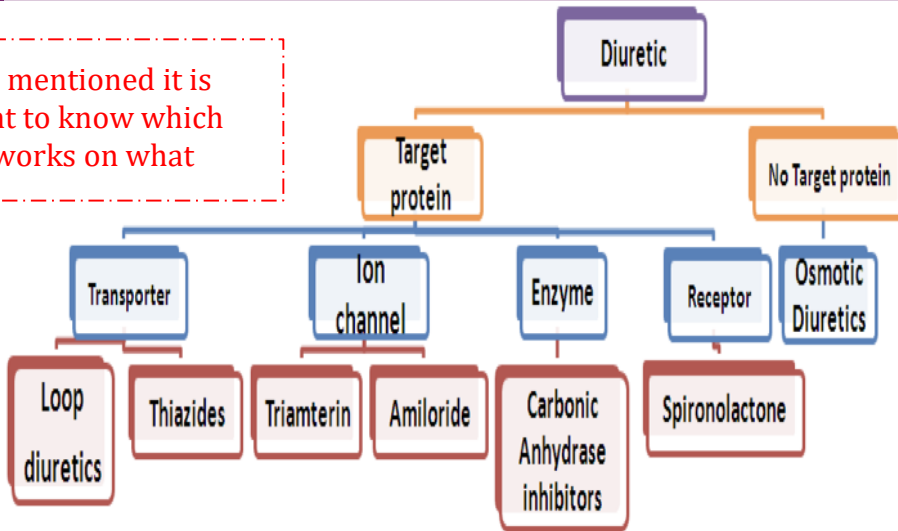 mentioned it is
t to know which
works on what
Diuretic
Target
protein
No Target protein
Transporter
Ion
channel
Enzyme
Receptor
Osmotic
Diuretics
Loop
diuretics
Thiazides
Triamterin
Amiloride
Carbonic
Anhydrase
inhibitors
Spironolactone